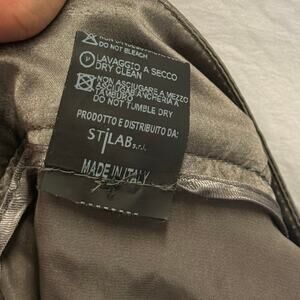 DO NOT BLEACH
LAVAGGIO A SECCO
DRY CLEAN
NON ASCIUGARE A MEZZO
ASCIUGABIANCHERIA A
TAMBURO
DO NOT TUMBLE DRY
PRODOTTO E DISTRIBUITO DA:
STILAB s.r.l.
MADE IN ITALY